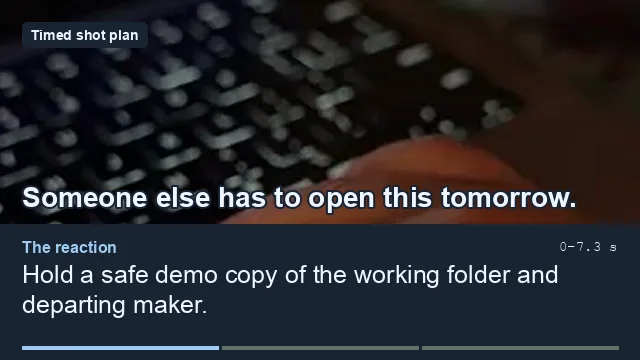 Timed shot plan
Someone else has to open this tomorrow.
The reaction
0–7.3 s
Hold a safe demo copy of the working folder and
departing maker.